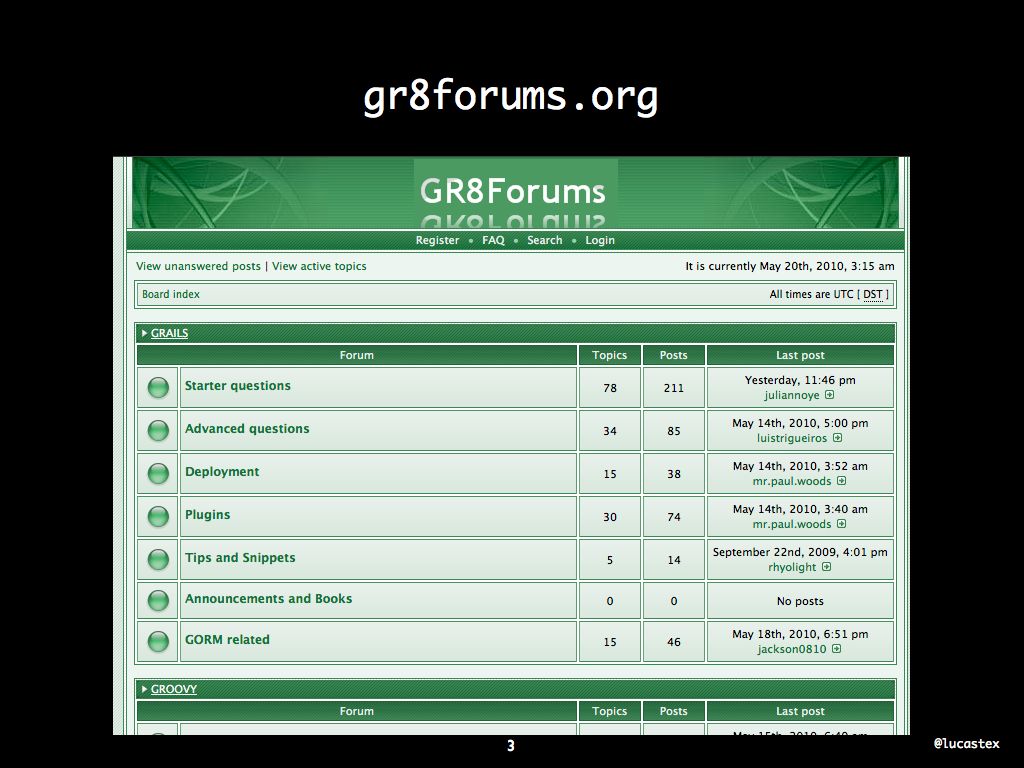 gr8forums.org
GR8Forums
Register • FAQ • Search • Login
View unanswered posts | View active topics It is currently May 20th, 2010, 3:15 am
Board index All times are UTC [ DST ]
GRAILS
Forum Topics Posts Last post
Starter questions 78 211 Yesterday, 11:46 pm
juliannoye
Advanced questions 34 85 May 14th, 2010, 5:00 pm
luistrigueiros
Deployment 15 38 May 14th, 2010, 3:52 am
mr.paul.woods
Plugins 30 74 May 14th, 2010, 3:40 am
mr.paul.woods
Tips and Snippets 5 14 September 22nd, 2009, 4:01 pm
rhyolight
Announcements and Books 0 0 No posts
GORM related 15 46 May 18th, 2010, 6:51 pm
jackson0810
GROOVY
Forum Topics Posts Last post
3
@lucastex